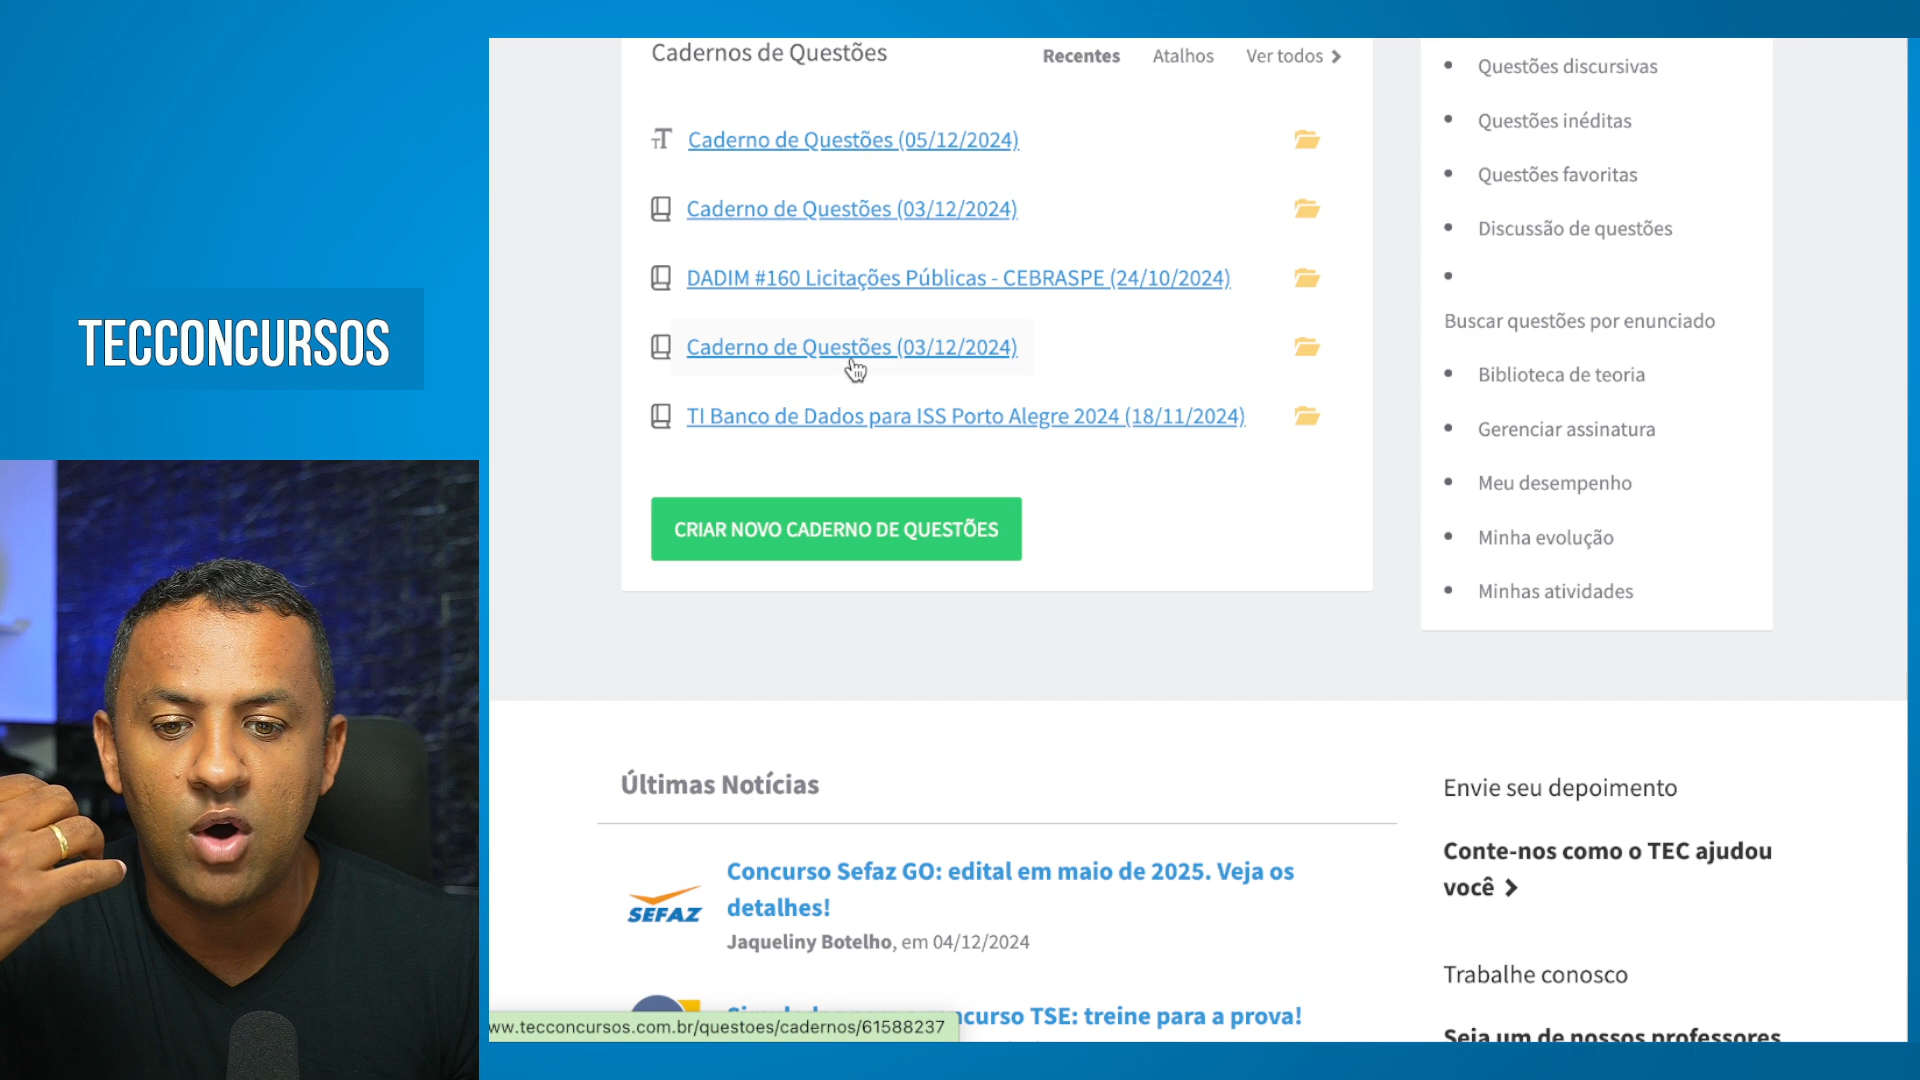 TECCONCURSOS
Cadernos de Questões
Recentes
Atalhos
Ver todos
Caderno de Questões (05/12/2024)
Caderno de Questões (03/12/2024)
DADIM #160 Licitações Públicas - CEBRASPE (24/10/2024)
Caderno de Questões (03/12/2024)
TI Banco de Dados para ISS Porto Alegre 2024 (18/11/2024)
CRIAR NOVO CADERNO DE QUESTÕES
Questões discursivas
Questões inéditas
Questões favoritas
Discussão de questões
Buscar questões por enunciado
Biblioteca de teoria
Gerenciar assinatura
Meu desempenho
Minha evolução
Minhas atividades
Últimas Notícias
SEFAZ
Concurso Sefaz GO: edital em maio de 2025. Veja os
detalhes!
Jaqueliny Botelho, em 04/12/2024
TSE: treine para a prova!
ww.tecconcursos.com.br/questoes/cadernos/61588237
Envie seu depoimento
Conte-nos como o TEC ajudou
você
Trabalhe conosco
Seja um de nossos professores